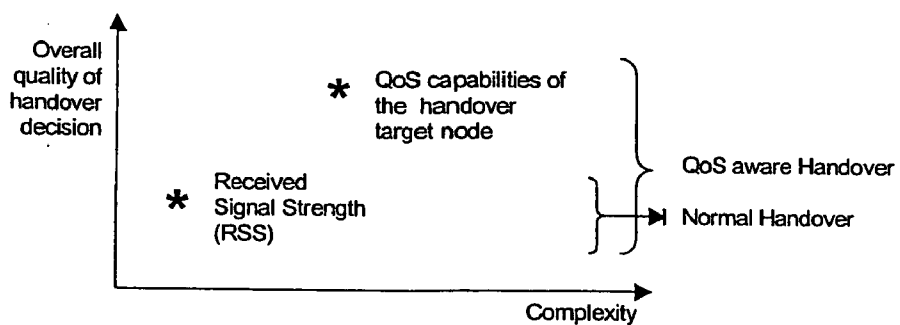 Overall
quality of
handover
decision
QoS capabilities of
the handover
target node
Received
Signal Strength
(RSS)
QoS aware Handover
Normal Handover
Complexity